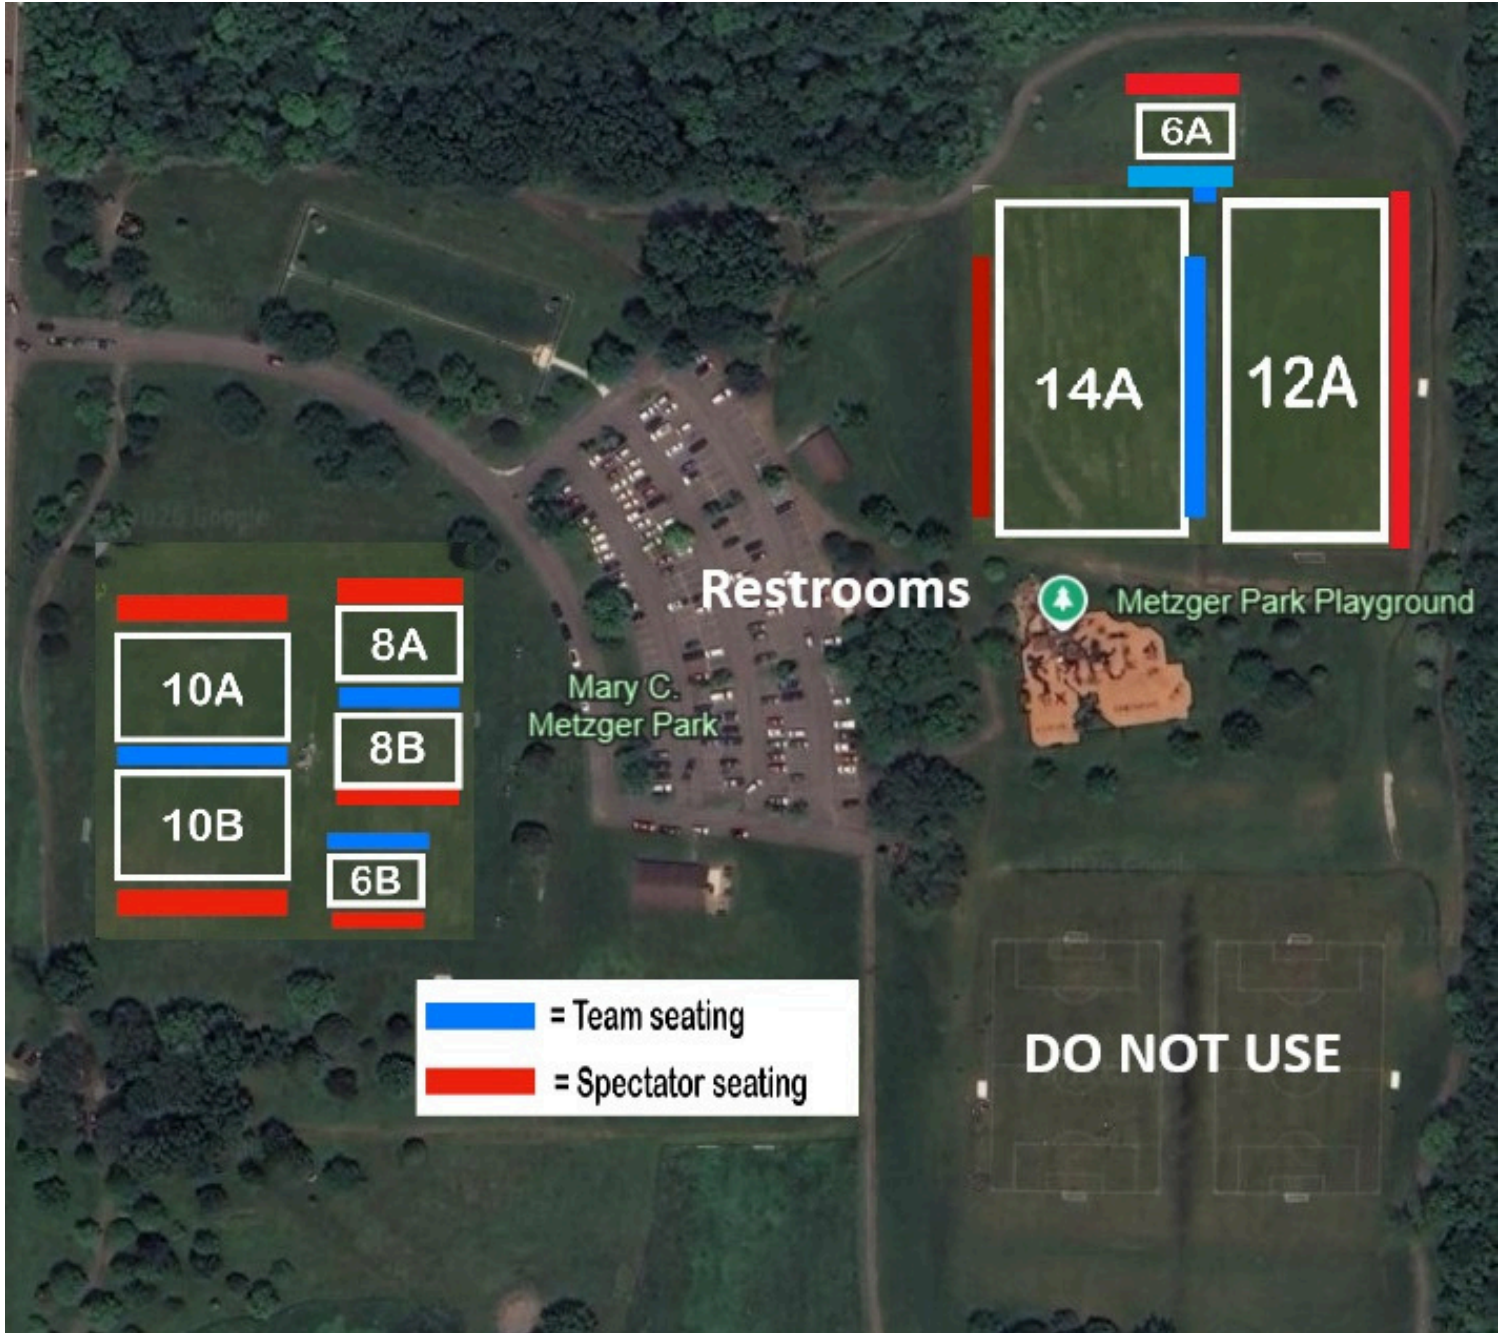 6A
14A
12A
Restrooms
Metzger Park Playground
8A
10A
Mary C.
Metzger Park
8B
10B
6B
= Team seating
= Spectator seating
DO NOT USE